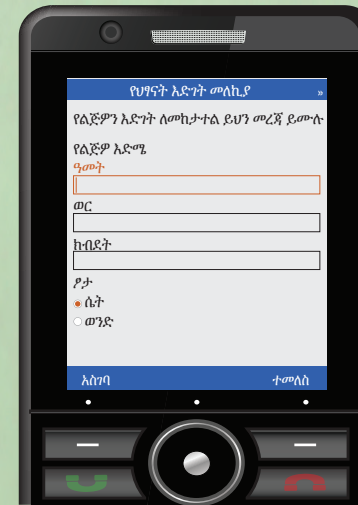 የህፃናት እድገት መለኪያ »
የልጅዎን እድገት ለመከታተል ይህን መረጃ ይሙሉ
የልጅዎ እድሜ
ዓመት
ወር
ክብደት
ፆታ
ሴት
ወንድ
አስገባ ተመለስ